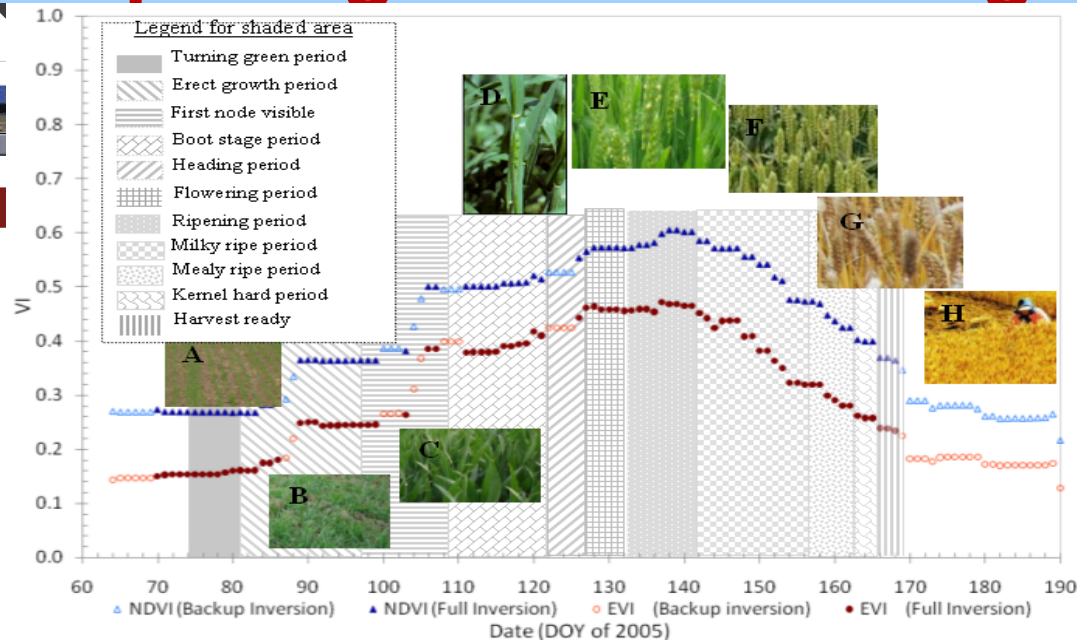 Legend for shaded area
Turning green period
Erect growth period
First node visible
Boot stage period
Heading period
Flowering period
Ripening period
Milky ripe period
Mealy ripe period
Kernel hard period
Harvest ready
A
B
C
D
E
F
G
H
VI
1.0
0.9
0.8
0.7
0.6
0.5
0.4
0.3
0.2
0.1
0.0
60 70 80 90 100 110 120 130 140 150 160 170 180 190
NDVI (Backup Inversion) NDVI (Full Inversion) EVI (Backup inversion) EVI (Full Inversion)
Date (DOY of 2005)